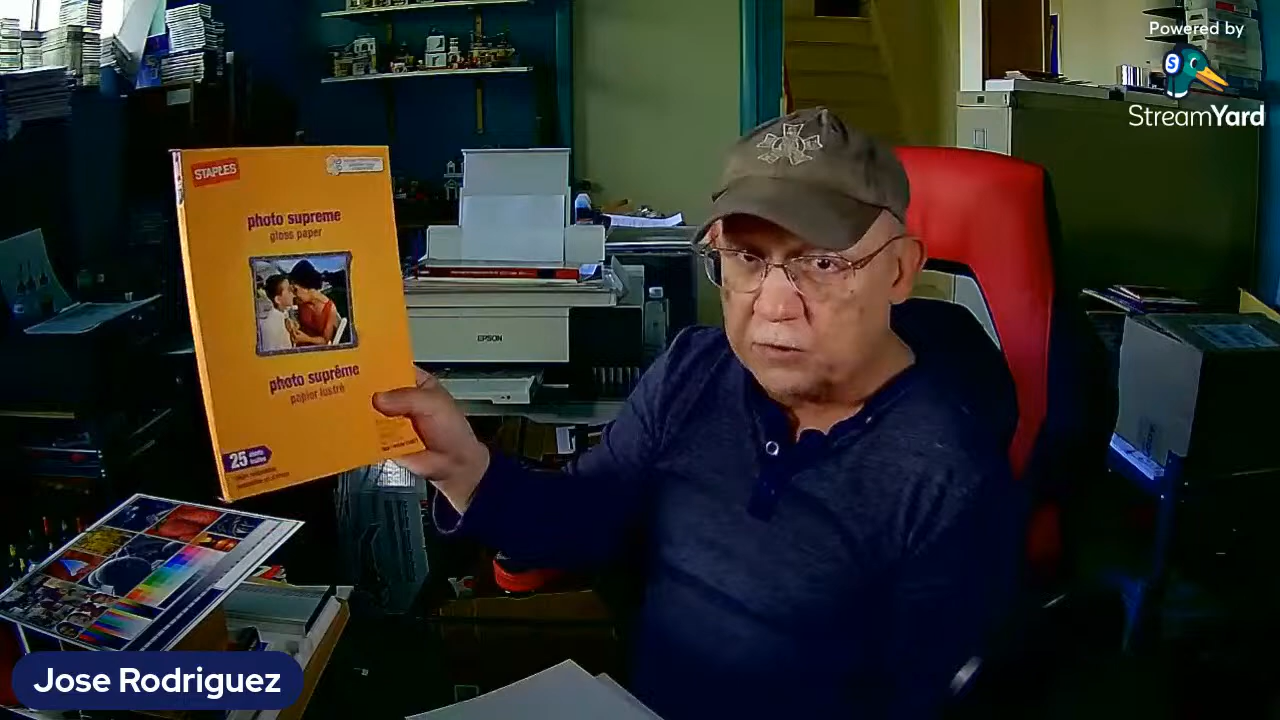 Powered by
StreamYard
STAPLES
photo supreme
gloss paper
photo suprême
papier lustré
25
EPSON
Jose Rodriguez